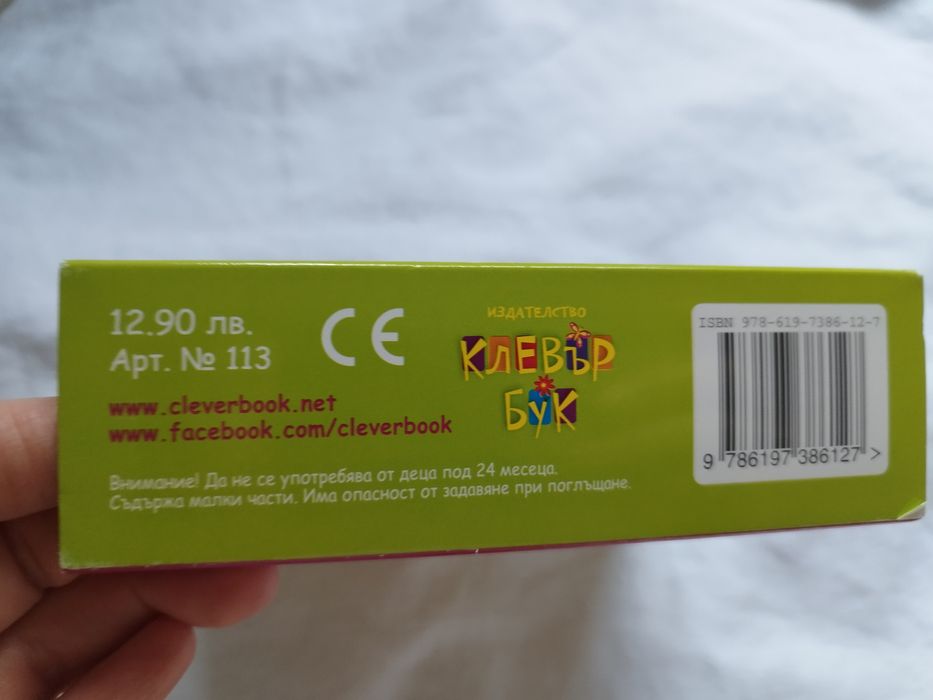 12.90 лв.
Арт. № 113
www.cleverbook.net
www.facebook.com/cleverbook
Внимание! Да не се употребява от деца под 24 месеца.
Съдържа малки части. Има опасност от задавяне при поглъщане.
CE
ИЗДАТЕЛСТВО
КЛЕВЪР
БУК
ISBN 978-619-7386-12-7
9 786197 386127 >